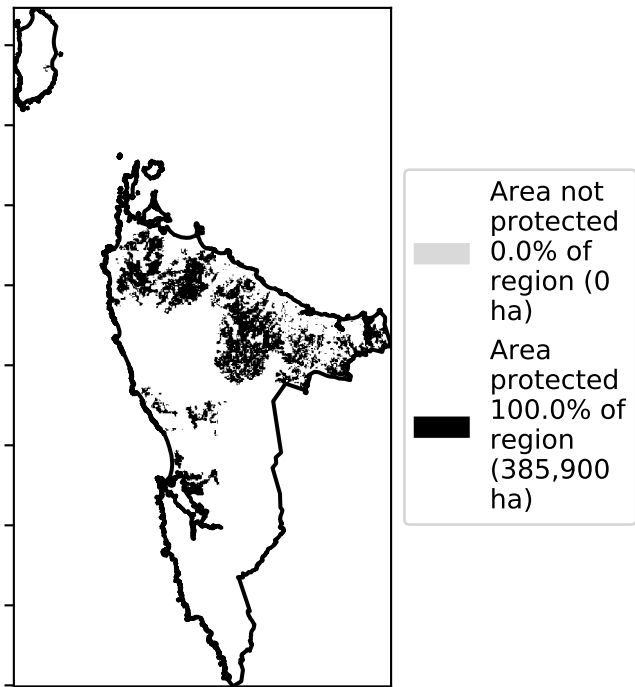 Area not
protected
0.0% of
region (0
ha)
Area
protected
100.0% of
region
(385,900
ha)